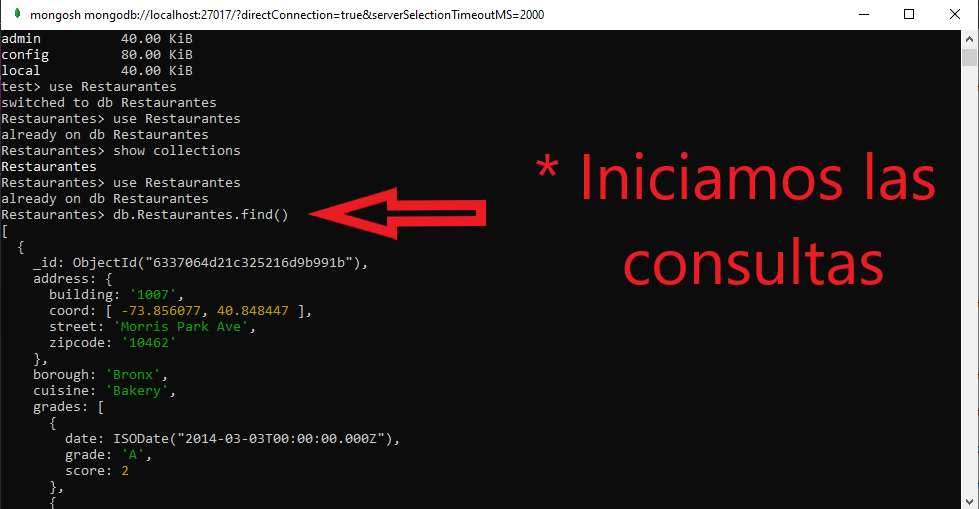 mongosh mongodb://localhost:27017/?directConnection=true&serverSelectionTimeoutMS=2000
admin 40.00 KiB
config 80.00 KiB
local 40.00 KiB
test> use Restaurantes
switched to db Restaurantes
Restaurantes> use Restaurantes
already on db Restaurantes
Restaurantes> show collections
Restaurantes
Restaurantes> use Restaurantes
already on db Restaurantes
Restaurantes> db.Restaurantes.find()
[
{
_id: ObjectId("6337064d21c325216d9b991b"),
address: {
building: '1007',
coord: [ -73.856077, 40.848447 ],
street: 'Morris Park Ave',
zipcode: '10462'
},
borough: 'Bronx',
cuisine: 'Bakery',
grades: [
{
date: ISODate("2014-03-03T00:00:00.000Z"),
grade: 'A',
score: 2
},
{
* Iniciamos las
consultas